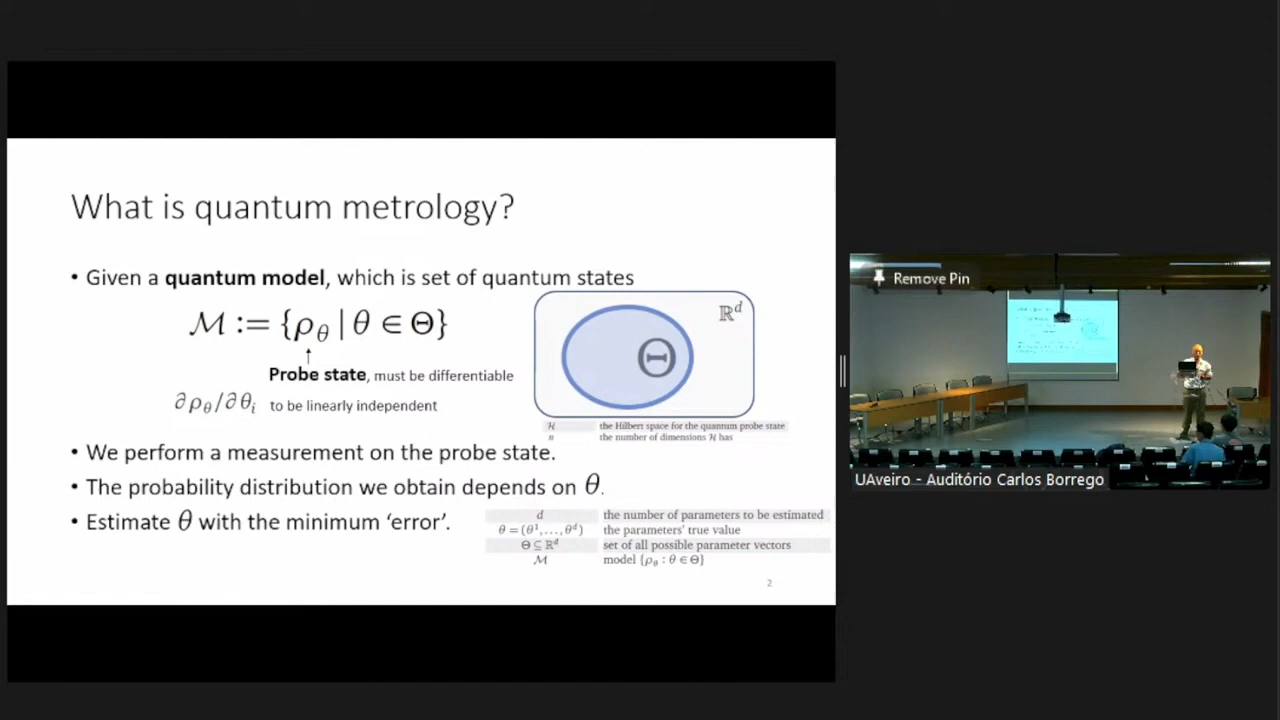 What is quantum metrology?
• Given a quantum model, which is set of quantum states
ℳ := {ρ_θ | θ ∈ Θ}
↑
Probe state, must be differentiable
∂ρ_θ/∂θ_i to be linearly independent
ℝ^d
Θ
ℋ the Hilbert space for the quantum probe state
n the number of dimensions ℋ has
• We perform a measurement on the probe state.
• The probability distribution we obtain depends on θ.
• Estimate θ with the minimum ‘error’.
d the number of parameters to be estimated
θ = (θ^1,…,θ^d) the parameters' true value
Θ ⊆ ℝ^d set of all possible parameter vectors
ℳ model {ρ_θ : θ ∈ Θ}
2
Remove Pin
UAveiro - Auditório Carlos Borrego